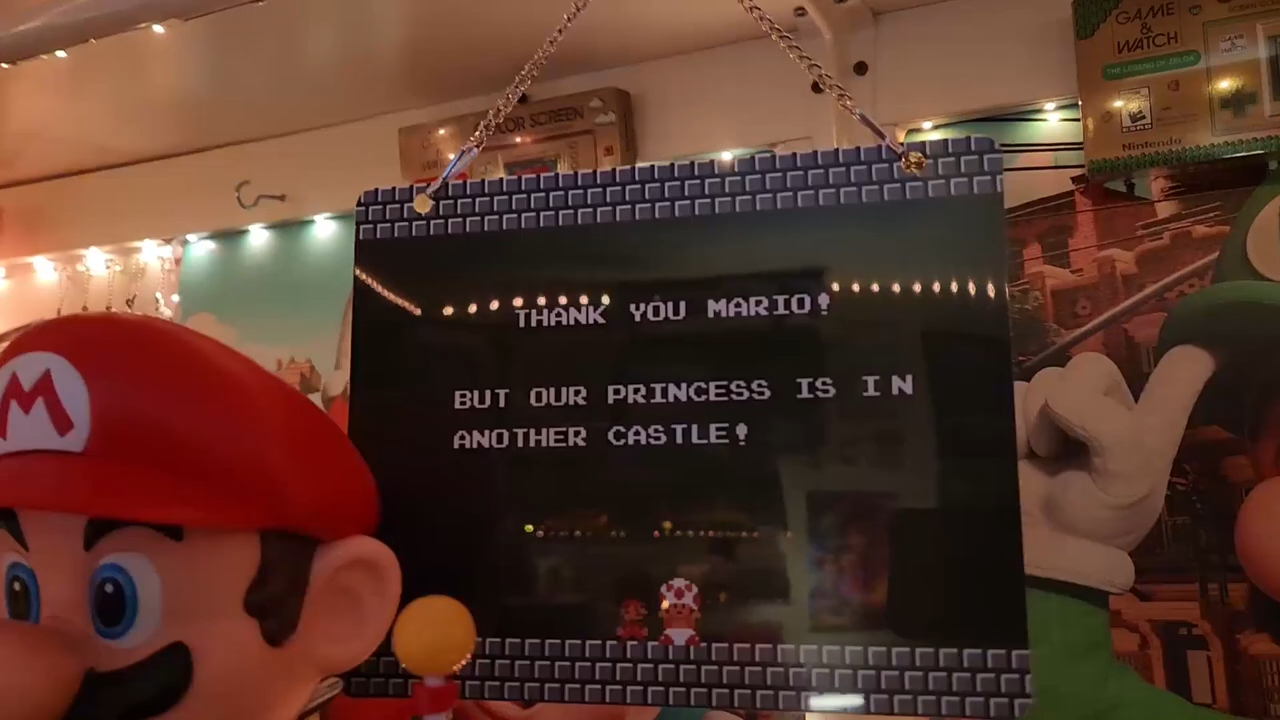 GAME
&
WATCH
THE LEGEND OF ZELDA
ESRB
Nintendo
COLOR SCREEN
M
THANK YOU MARIO!
BUT OUR PRINCESS IS IN
ANOTHER CASTLE!